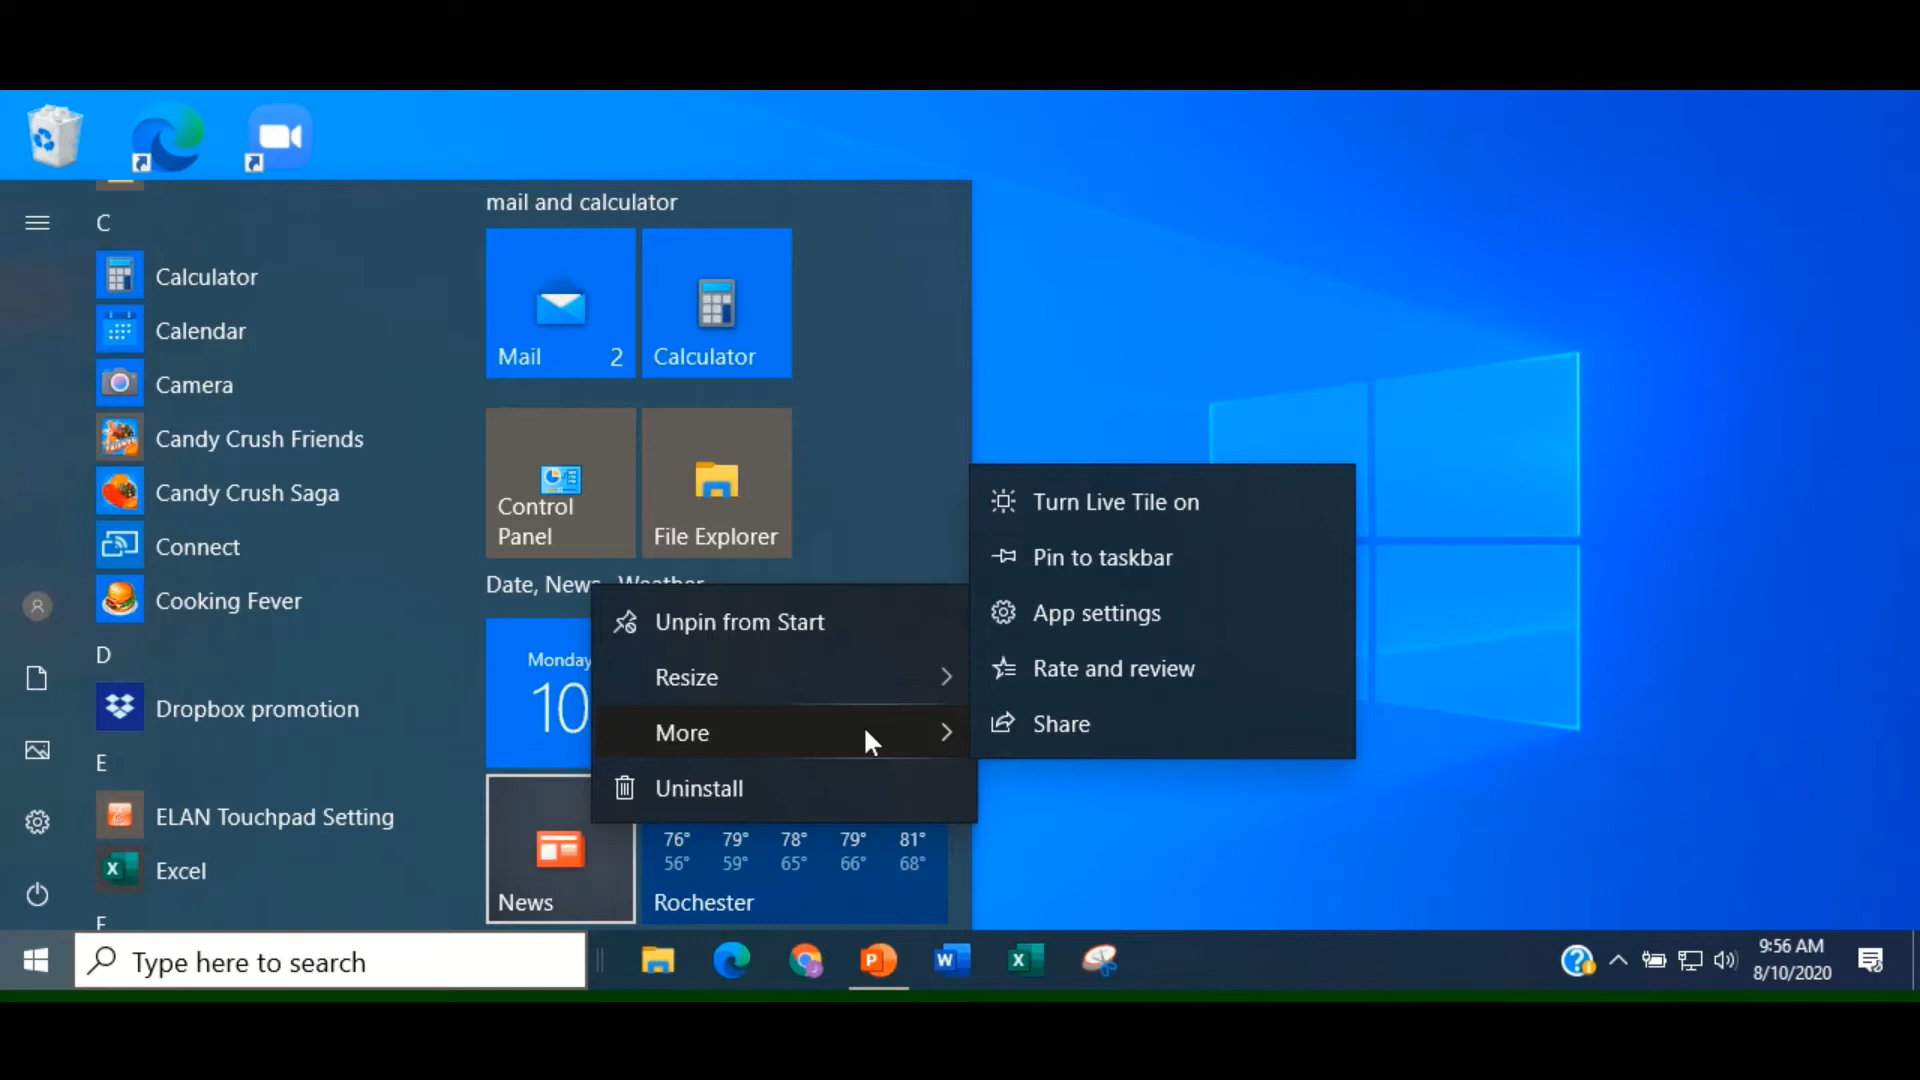 mail and calculator
C
Calculator
Calendar
Camera
Candy Crush Friends
Candy Crush Saga
Connect
Cooking Fever
D
Dropbox promotion
E
ELAN Touchpad Setting
Excel
F
Mail 2
Calculator
Control
Panel
File Explorer
Date, News, Weather
Monday
10
News
76° 79° 78° 79° 81°
56° 59° 65° 66° 68°
Rochester
Unpin from Start
Resize
More
Uninstall
Turn Live Tile on
Pin to taskbar
App settings
Rate and review
Share
Type here to search
P
W
X
9:56 AM
8/10/2020